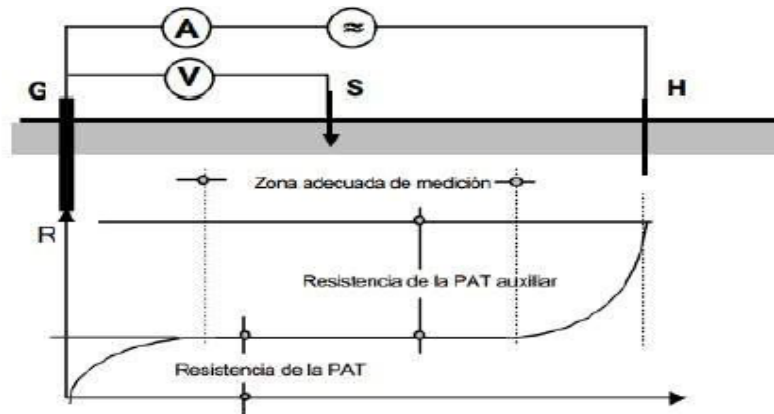 A
≈
V
G
S
H
Zona adecuada de medición
R
Resistencia de la PAT auxiliar
Resistencia de la PAT